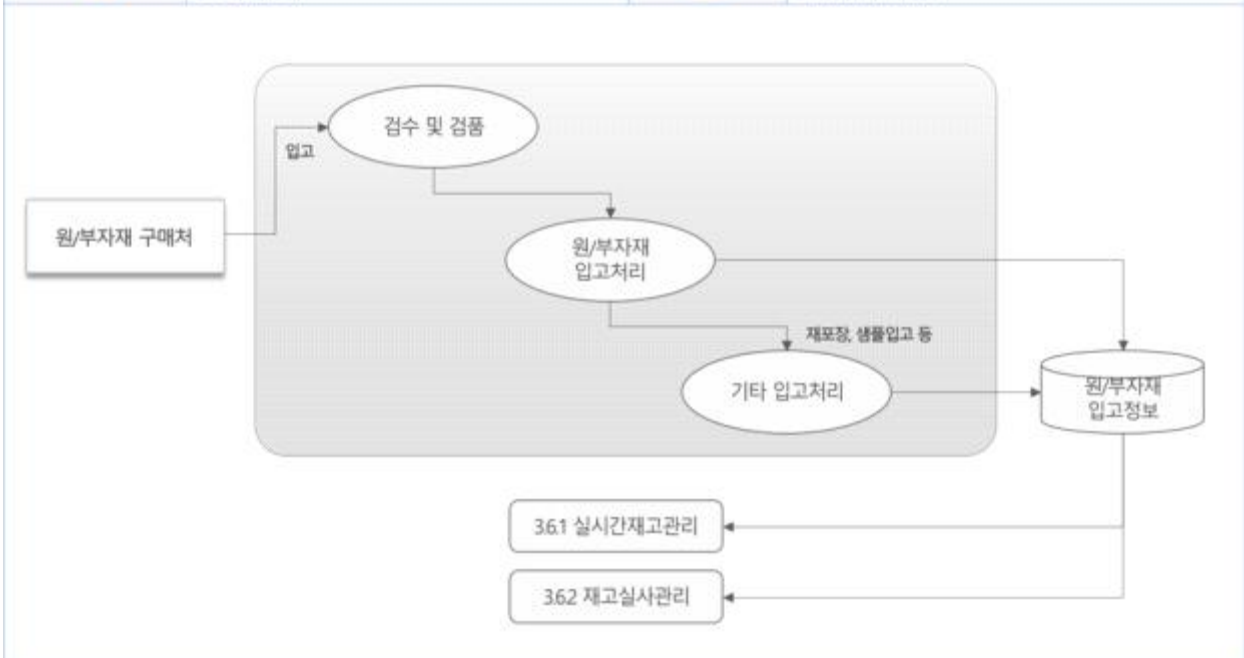 검수 및 검품
입고
원/부자재 구매처
원/부자재
입고처리
재포장, 샘플입고 등
기타 입고처리
원/부자재
입고정보
3.6.1 실시간재고관리
3.6.2 재고실사관리